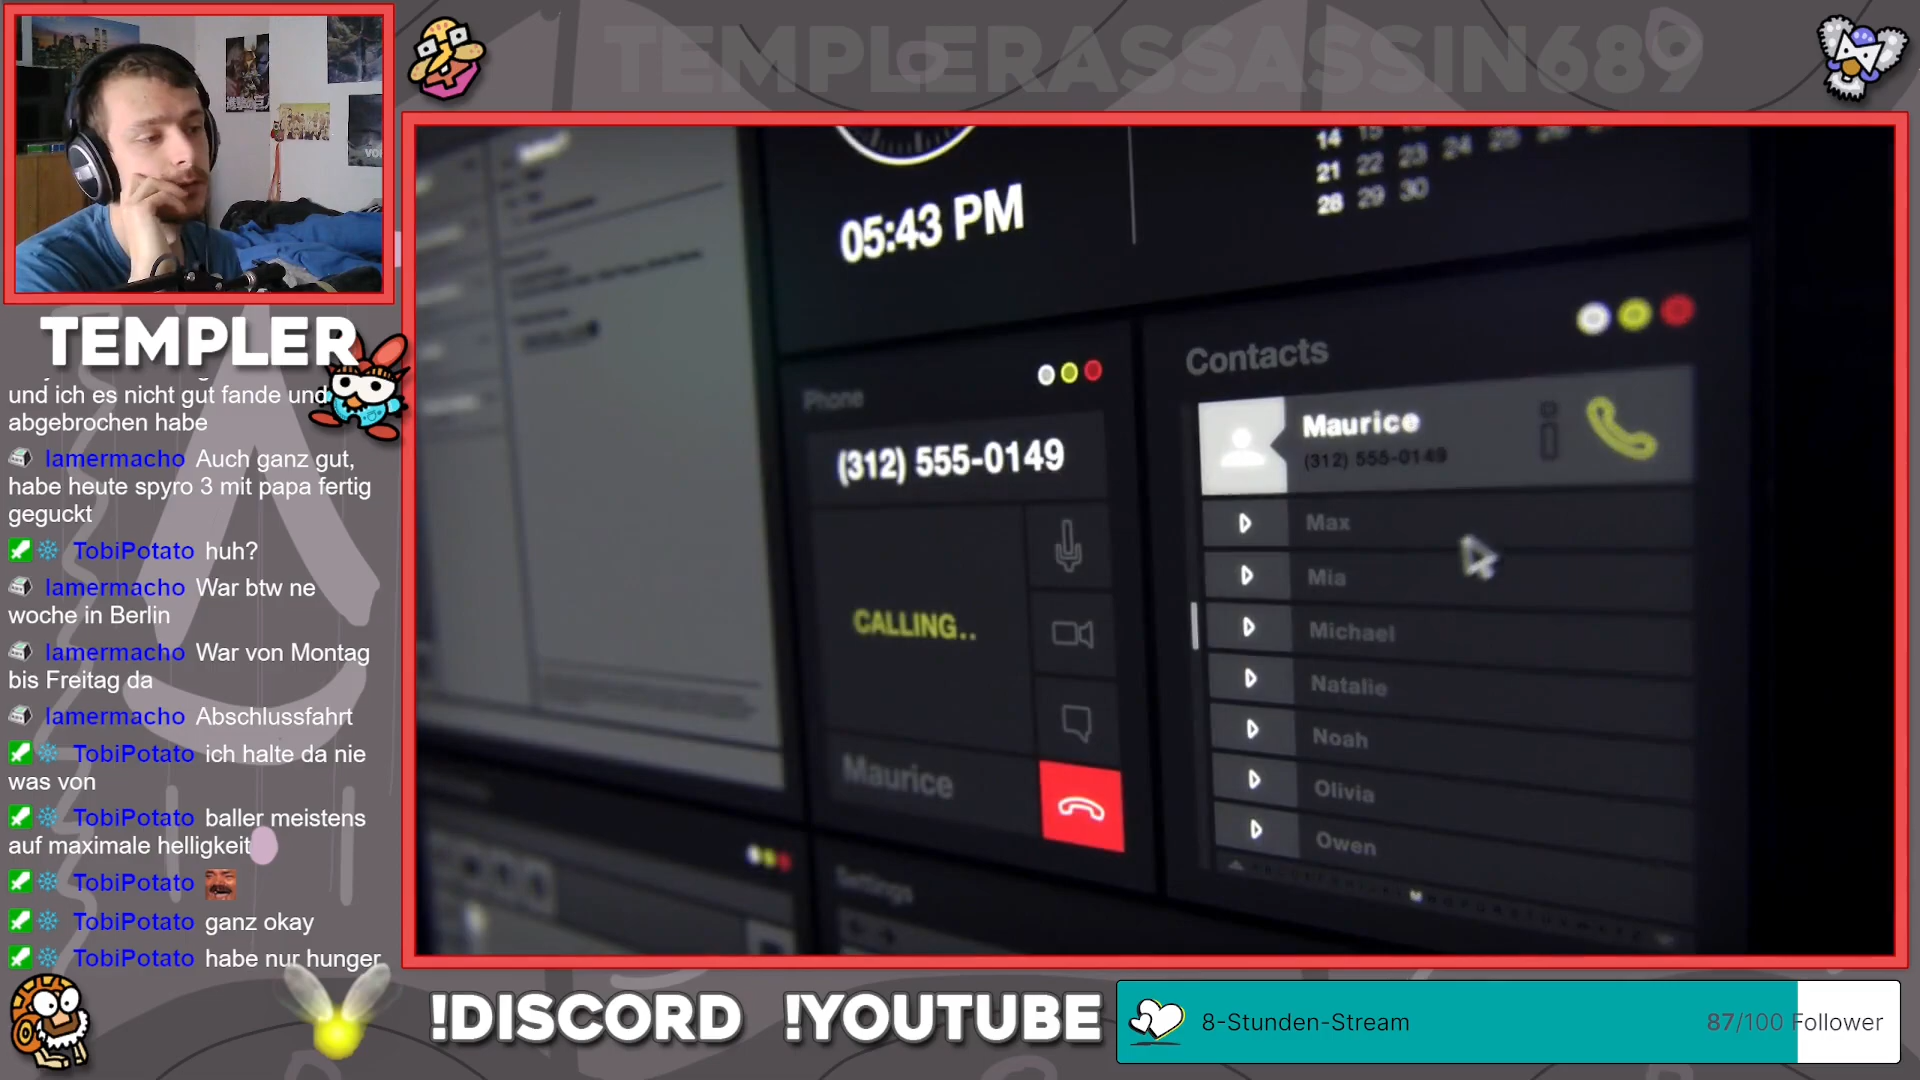 TEMPLERASSASSIN689
TEMPLER
und ich es nicht gut fande und
abgebrochen habe
lamermacho Auch ganz gut,
habe heute spyro 3 mit papa fertig
geguckt
TobiPotato huh?
lamermacho War btw ne
woche in Berlin
lamermacho War von Montag
bis Freitag da
lamermacho Abschlussfahrt
TobiPotato ich halte da nie
was von
TobiPotato baller meistens
auf maximale helligkeit
TobiPotato
TobiPotato ganz okay
TobiPotato habe nur hunger
05:43 PM
14 15
21 22 23 24 25
28 29 30
Phone
(312) 555-0149
CALLING..
Maurice
Settings
Contacts
Maurice
(312) 555-0149
Max
Mia
Michael
Natalie
Noah
Olivia
Owen
!DISCORD
!YOUTUBE
8-Stunden-Stream
87/100 Follower